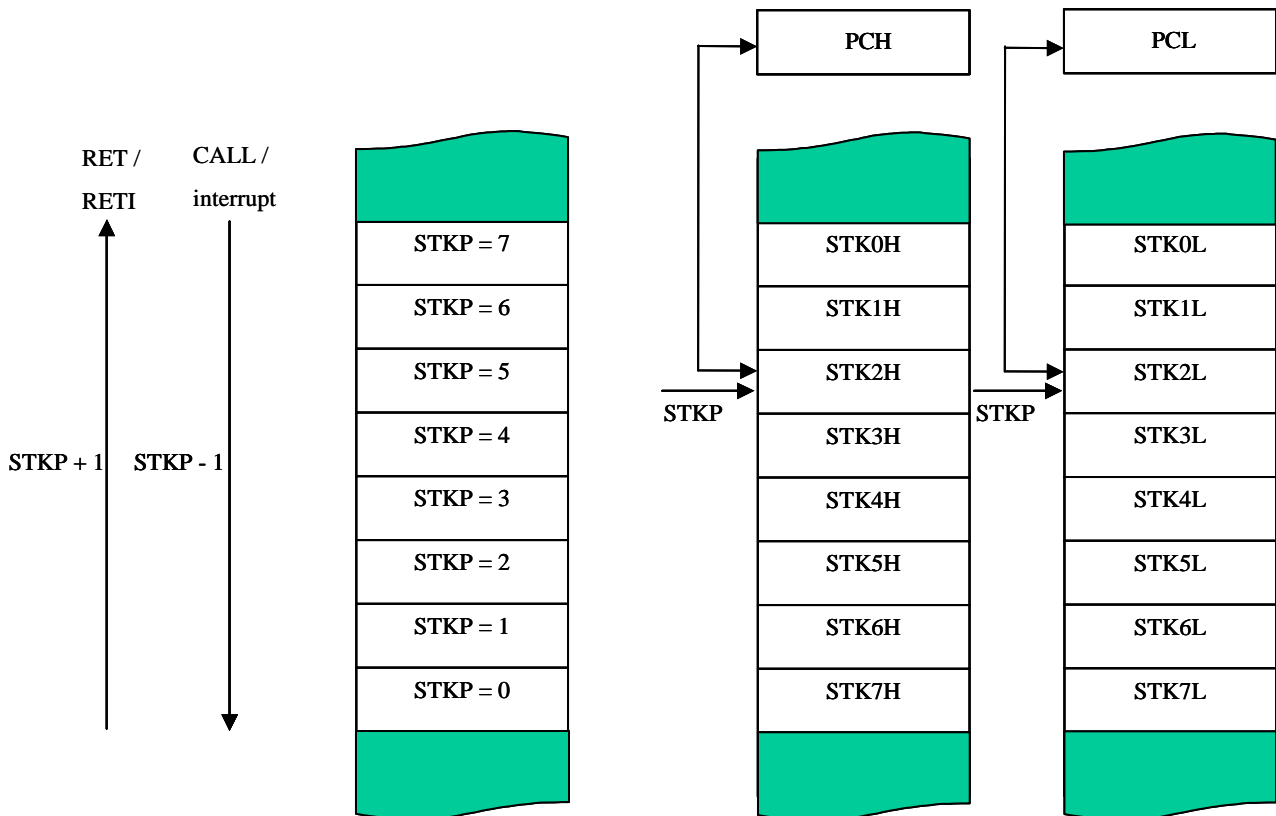 PCH
PCL
RET /
RETI
CALL /
interrupt
STKP + 1
STKP - 1
STKP = 7
STKP = 6
STKP = 5
STKP = 4
STKP = 3
STKP = 2
STKP = 1
STKP = 0
STKP
STK0H
STK1H
STK2H
STK3H
STK4H
STK5H
STK6H
STK7H
STKP
STK0L
STK1L
STK2L
STK3L
STK4L
STK5L
STK6L
STK7L